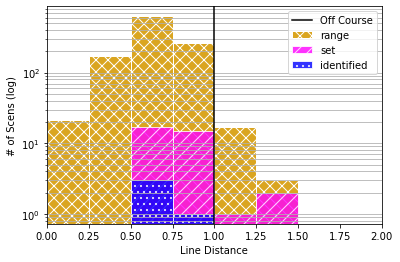 Off Course
range
set
identified
# of Scens (log)
10²
10¹
10⁰
0.00 0.25 0.50 0.75 1.00 1.25 1.50 1.75 2.00
Line Distance